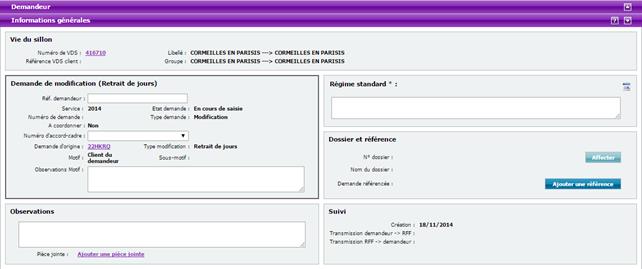 Demandeur
Informations générales
?
Vie du sillon
Numéro de VDS : 416710
Libellé : CORMEILLES EN PARISIS ---> CORMEILLES EN PARISIS
Référence VDS client :
Groupe : CORMEILLES EN PARISIS ---> CORMEILLES EN PARISIS
Demande de modification (Retrait de jours)
Réf. demandeur :
Service : 2014
Etat demande : En cours de saisie
Numéro de demande :
Type demande : Modification
A coordonner : Non
Numéro d'accord-cadre :
Demande d'origine : 22HKRQ
Type modification : Retrait de jours
Motif : Client du demandeur
Sous-motif :
Observations Motif :
Régime standard * :
Dossier et référence
N° dossier :
Affecter
Nom du dossier :
Demande référencée :
Ajouter une référence
Observations
Pièce jointe : Ajouter une pièce jointe
Suivi
Création : 18/11/2014
Transmission demandeur -> RFF :
Transmission RFF -> demandeur :